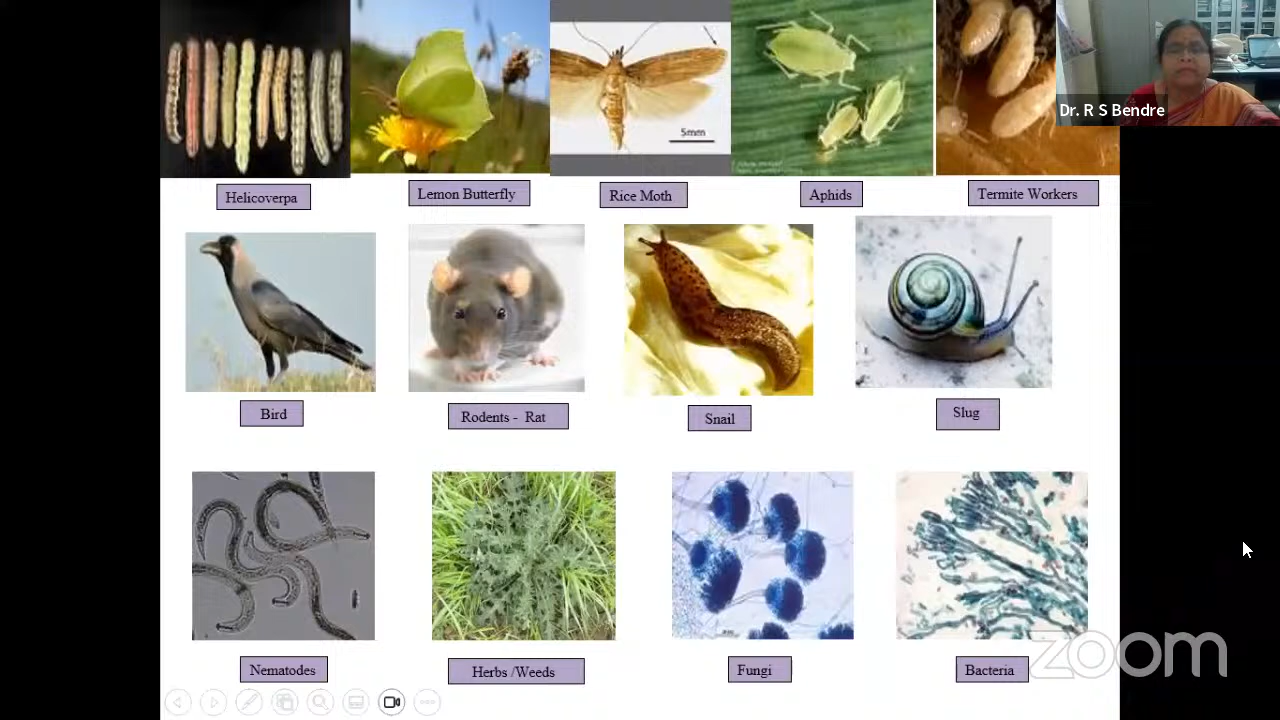 Dr. R S Bendre
5mm
Helicoverpa
Lemon Butterfly
Rice Moth
Aphids
Termite Workers
Bird
Rodents - Rat
Snail
Slug
Nematodes
Herbs /Weeds
Fungi
Bacteria
zoom